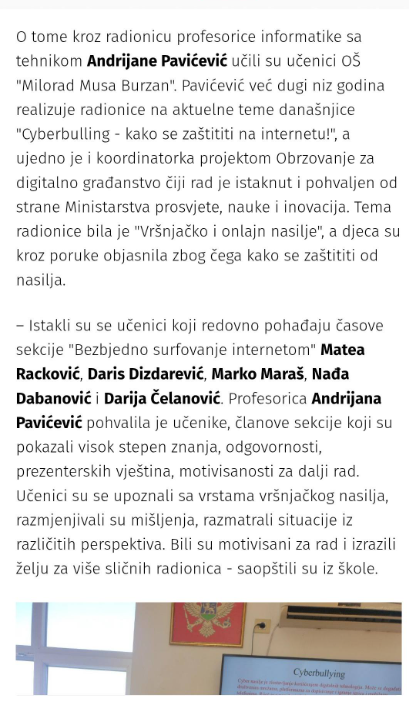 O tome kroz radionicu profesorice informatike sa
tehnikom Andrijane Pavićević učili su učenici OŠ
"Milorad Musa Burzan". Pavićević već dugi niz godina
realizuje radionice na aktuelne teme današnjice
"Cyberbulling - kako se zaštititi na internetu!", a
ujedno je i koordinatorka projektom Obrzovanje za
digitalno građanstvo čiji rad je istaknut i pohvaljen od
strane Ministarstva prosvjete, nauke i inovacija. Tema
radionice bila je "Vršnjačko i onlajn nasilje", a djeca su
kroz poruke objasnila zbog čega kako se zaštititi od
nasilja.
– Istakli su se učenici koji redovno pohađaju časove
sekcije "Bezbjedno surfovanje internetom" Matea
Racković, Daris Dizdarević, Marko Maraš, Nađa
Dabanović i Darija Čelanović. Profesorica Andrijana
Pavićević pohvalila je učenike, članove sekcije koji su
pokazali visok stepen znanja, odgovornosti,
prezenterskih vještina, motivisanosti za dalji rad.
Učenici su se upoznali sa vrstama vršnjačkog nasilja,
razmjenjivali su mišljenja, razmatrali situacije iz
različitih perspektiva. Bili su motivisani za rad i izrazili
želju za više sličnih radionica - saopštili su iz škole.
Cyberbullying